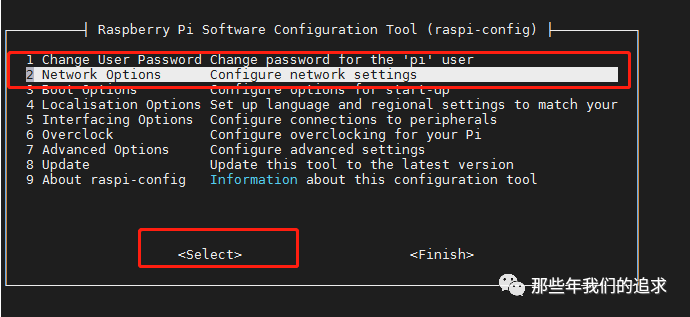 Raspberry Pi Software Configuration Tool (raspi-config)
1 Change User Password Change password for the 'pi' user
2 Network Options Configure network settings
3 Boot Options Configure options for start-up
4 Localisation Options Set up language and regional settings to match your
5 Interfacing Options Configure connections to peripherals
6 Overclock Configure overclocking for your Pi
7 Advanced Options Configure advanced settings
8 Update Update this tool to the latest version
9 About raspi-config Information about this configuration tool
<Select> <Finish>
那些年我们的追求